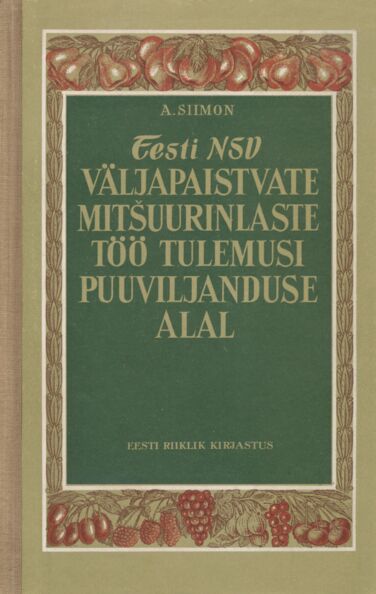 A. SIIMON
Eesti NSV
VÄLJAPAISTVATE
MITŠUURINLASTE
TÖÖ TULEMUSI
PUUVILJANDUSE
ALAL
EESTI RIIKLIK KIRJASTUS